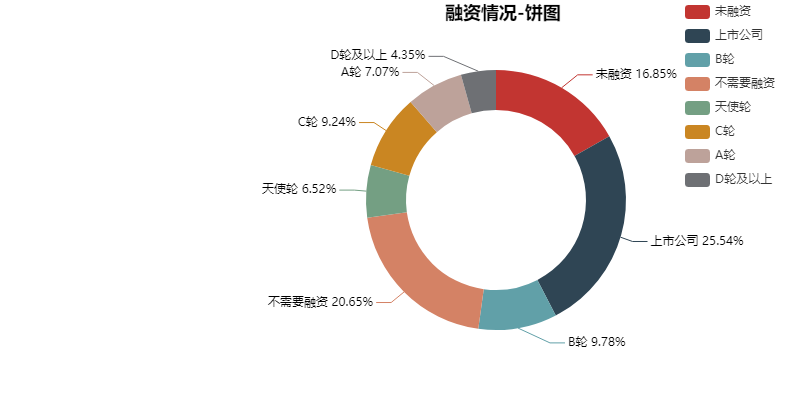 融资情况-饼图
未融资
上市公司
B轮
不需要融资
天使轮
C轮
A轮
D轮及以上
D轮及以上 4.35%
A轮 7.07%
未融资 16.85%
C轮 9.24%
天使轮 6.52%
上市公司 25.54%
不需要融资 20.65%
B轮 9.78%